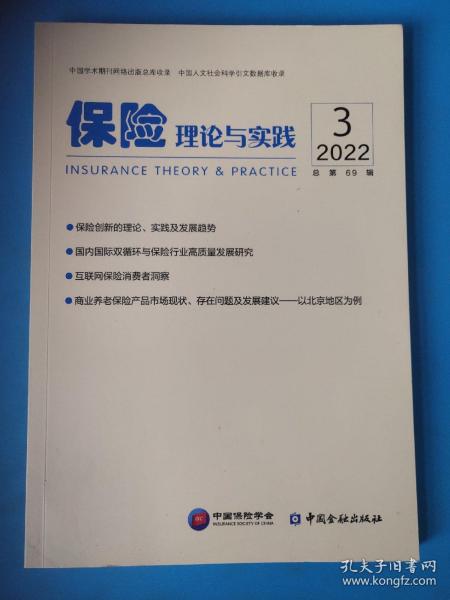 中国学术期刊网络出版总库收录 中国人文社会科学引文数据库收录
保险 理论与实践
INSURANCE THEORY & PRACTICE
3
2022
总 第 69 辑
● 保险创新的理论、实践及发展趋势
● 国内国际双循环与保险行业高质量发展研究
● 互联网保险消费者洞察
● 商业养老保险产品市场现状、存在问题及发展建议——以北京地区为例
中国保险学会
INSURANCE SOCIETY OF CHINA
中国金融出版社
孔夫子旧书网
www.kongfz.com